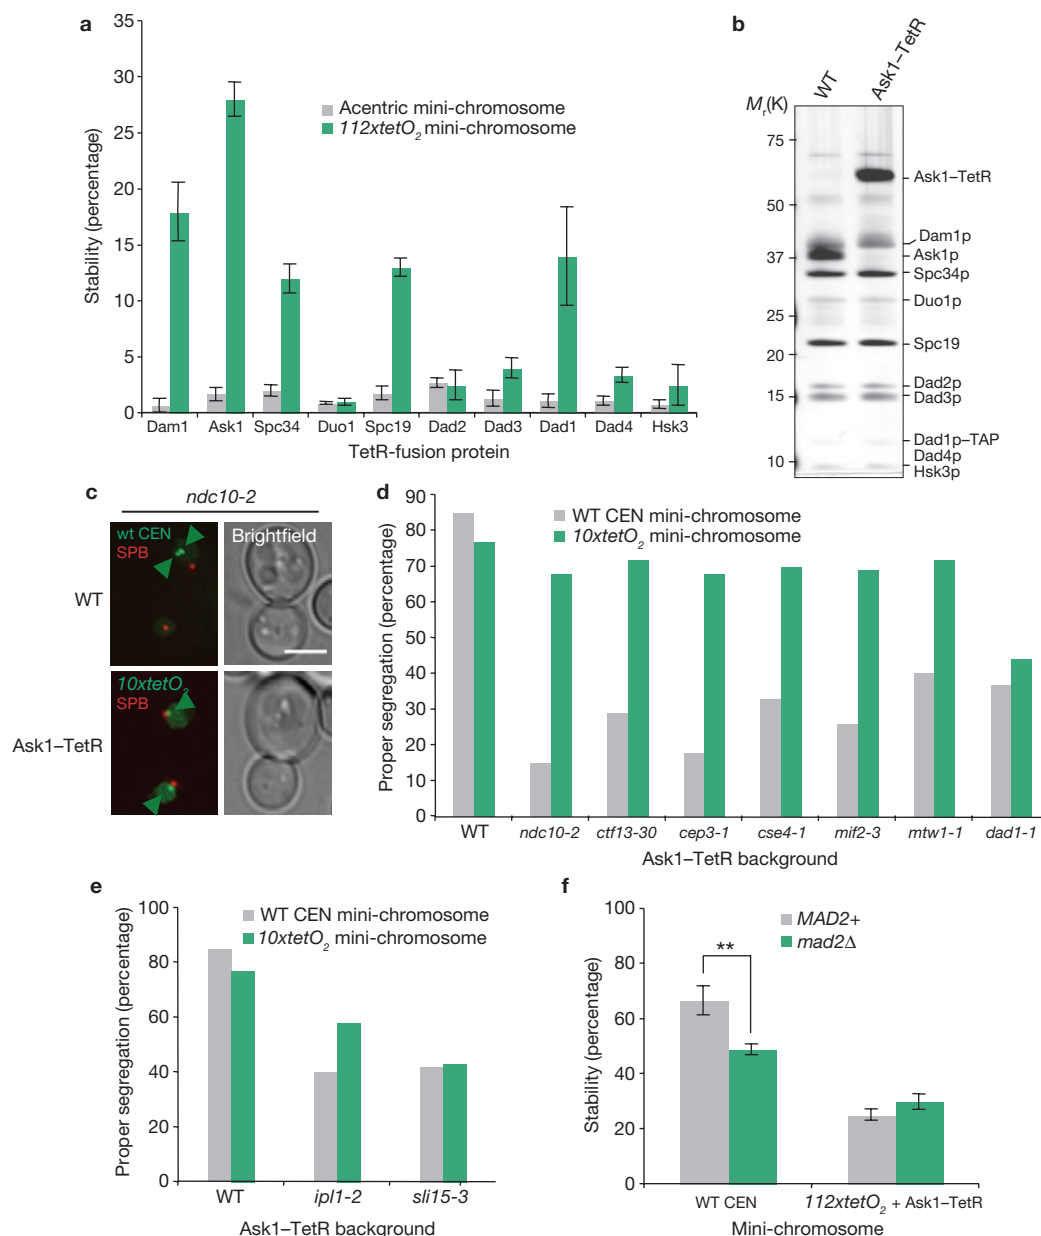 a
35
30
25
20
15
10
5
0
Stability (percentage)
Acentric mini-chromosome
112xtetO2 mini-chromosome
Dam1 Ask1 Spc34 Duo1 Spc19 Dad2 Dad3 Dad1 Dad4 Hsk3
TetR-fusion protein
b
WT
Ask1–TetR
Mr(K)
75
50
37
25
20
15
10
Ask1–TetR
Dam1p
Ask1p
Spc34p
Duo1p
Spc19
Dad2p
Dad3p
Dad1p–TAP
Dad4p
Hsk3p
c
ndc10-2
wt CEN
SPB
Brightfield
WT
10xtetO2
SPB
Ask1–TetR
d
90
80
70
60
50
40
30
20
10
0
Proper segregation (percentage)
WT CEN mini-chromosome
10xtetO2 mini-chromosome
WT ndc10-2 ctf13-30 cep3-1 cse4-1 mif2-3 mtw1-1 dad1-1
Ask1–TetR background
e
100
80
60
40
20
0
Proper segregation (percentage)
WT CEN mini-chromosome
10xtetO2 mini-chromosome
WT ipl1-2 sli15-3
Ask1–TetR background
f
100
80
60
40
20
0
Stability (percentage)
MAD2+
mad2Δ
**
WT CEN 112xtetO2 + Ask1–TetR
Mini-chromosome